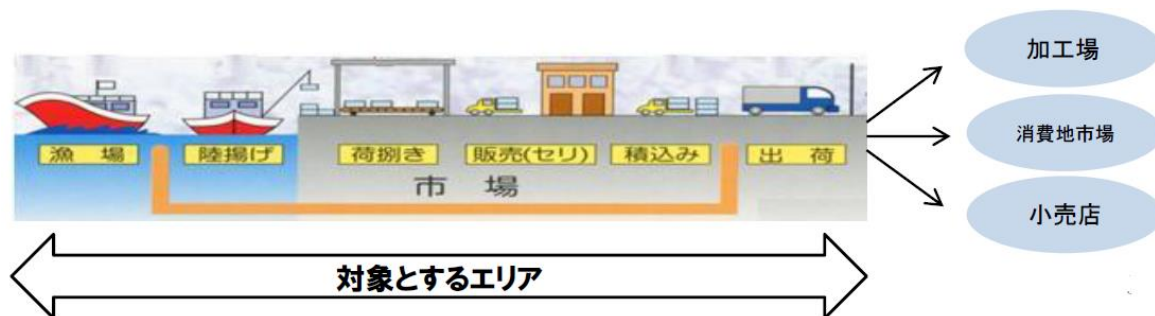 漁 場
陸揚げ
荷捌き
販売(セリ)
積込み
出 荷
市 場
対象とするエリア
加工場
消費地市場
小売店